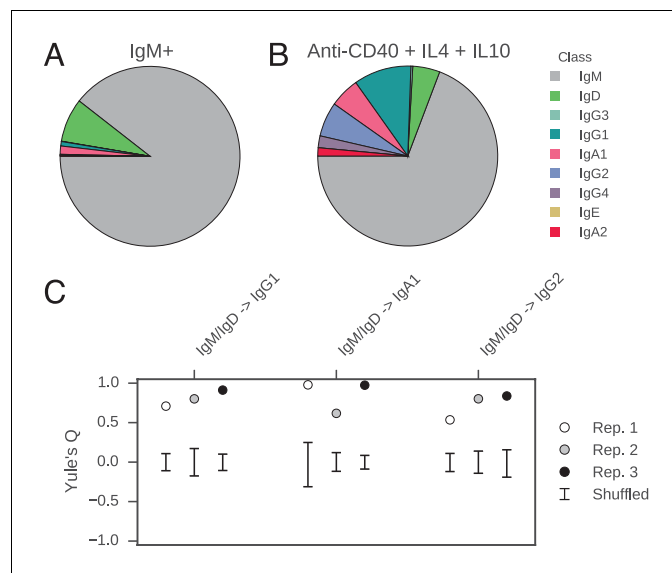 A
IgM+
B
Anti-CD40 + IL4 + IL10
Class
IgM
IgD
IgG3
IgG1
IgA1
IgG2
IgG4
IgE
IgA2
C
IgM/IgD -> IgG1
IgM/IgD -> IgA1
IgM/IgD -> IgG2
Yule's Q
1.0
0.5
0.0
−0.5
−1.0
Rep. 1
Rep. 2
Rep. 3
Shuffled